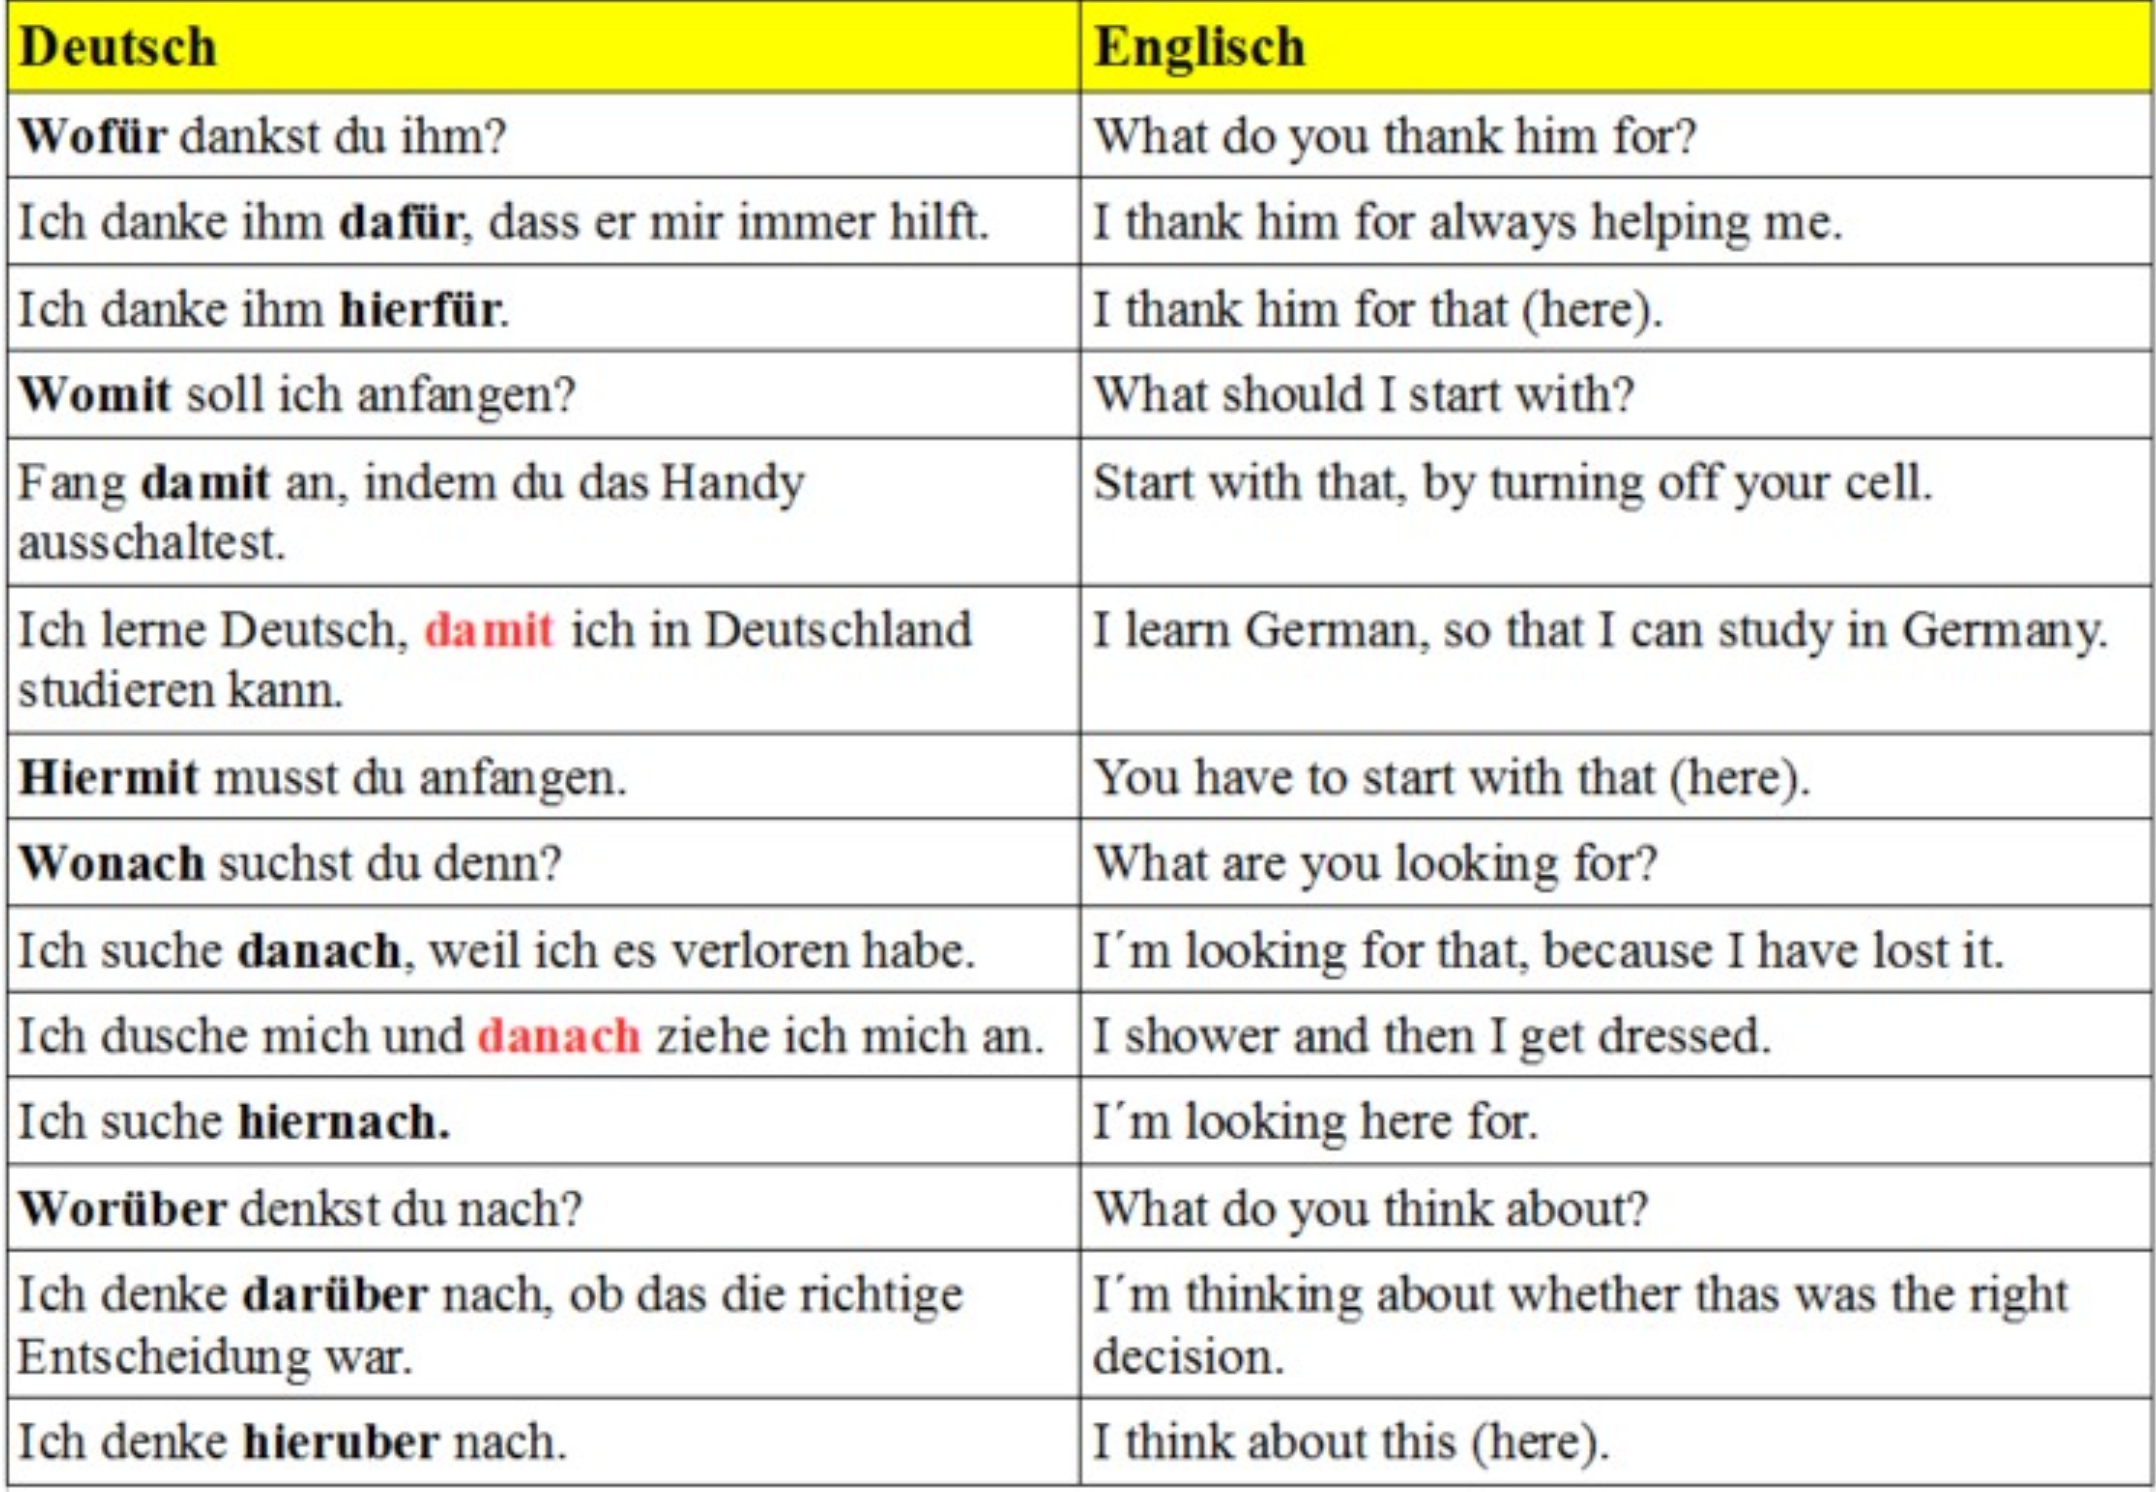 Deutsch Englisch
Wofür dankst du ihm? What do you thank him for?
Ich danke ihm dafür, dass er mir immer hilft. I thank him for always helping me.
Ich danke ihm hierfür. I thank him for that (here).
Womit soll ich anfangen? What should I start with?
Fang damit an, indem du das Handy Start with that, by turning off your cell.
ausschaltest.
Ich lerne Deutsch, damit ich in Deutschland I learn German, so that I can study in Germany.
studieren kann.
Hiermit musst du anfangen. You have to start with that (here).
Wonach suchst du denn? What are you looking for?
Ich suche danach, weil ich es verloren habe. I´m looking for that, because I have lost it.
Ich dusche mich und danach ziehe ich mich an. I shower and then I get dressed.
Ich suche hiernach. I´m looking here for.
Worüber denkst du nach? What do you think about?
Ich denke darüber nach, ob das die richtige I´m thinking about whether thas was the right
Entscheidung war. decision.
Ich denke hieruber nach. I think about this (here).